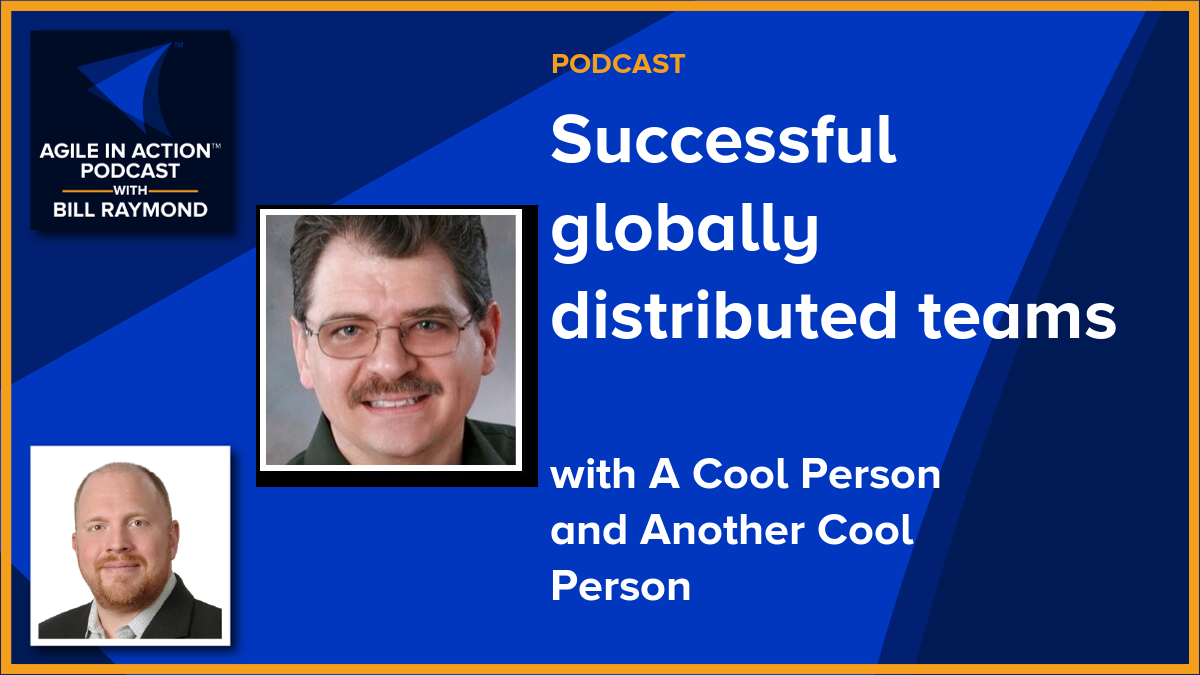 AGILE IN ACTION™
PODCAST
WITH
BILL RAYMOND
PODCAST
Successful
globally
distributed teams
with A Cool Person
and Another Cool
Person